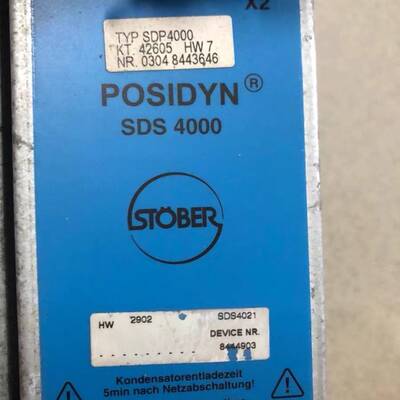 X2
TYP SDP4000
KT. 42605 HW 7
NR. 0304 8443646
POSIDYN®
SDS 4000
STÖBER
HW 2902 SDS4021
DEVICE NR.
8444903
Kondensatorentladezeit
5min nach Netzabschaltung!